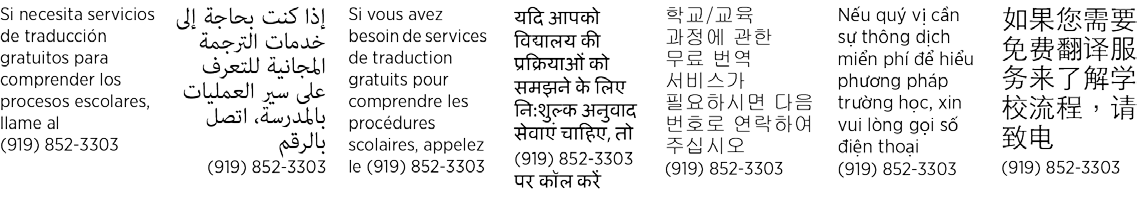 Si necesita servicios
de traducción
gratuitos para
comprender los
procesos escolares,
llame al
(919) 852-3303
إذا كنت بحاجة إلى
خدمات الترجمة
المجانية للتعرف
على سير العمليات
بالمدرسة، اتصل
بالرقم
(919) 852-3303
Si vous avez
besoin de services
de traduction
gratuits pour
comprendre les
procédures
scolaires, appelez
le (919) 852-3303
यदि आपको
विद्यालय की
प्रक्रियाओं को
समझने के लिए
नि:शुल्क अनुवाद
सेवाएं चाहिए, तो
(919) 852-3303
पर कॉल करें
학교/교육
과정에 관한
무료 번역
서비스가
필요하시면 다음
번호로 연락하여
주십시오
(919) 852-3303
Nếu quý vị cần
sự thông dịch
miễn phí để hiểu
phương pháp
trường học, xin
vui lòng gọi số
điện thoại
(919) 852-3303
如果您需要
免费翻译服
务来了解学
校流程，请
致电
(919) 852-3303